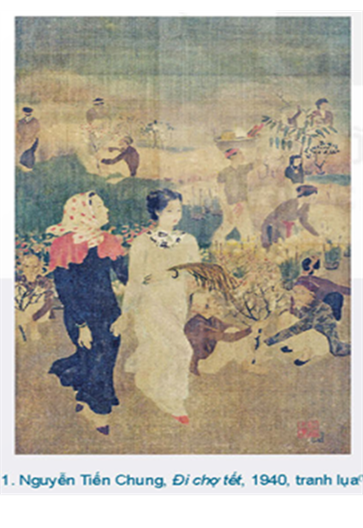 1. Nguyễn Tiến Chung, Đi chợ tết, 1940, tranh lụa